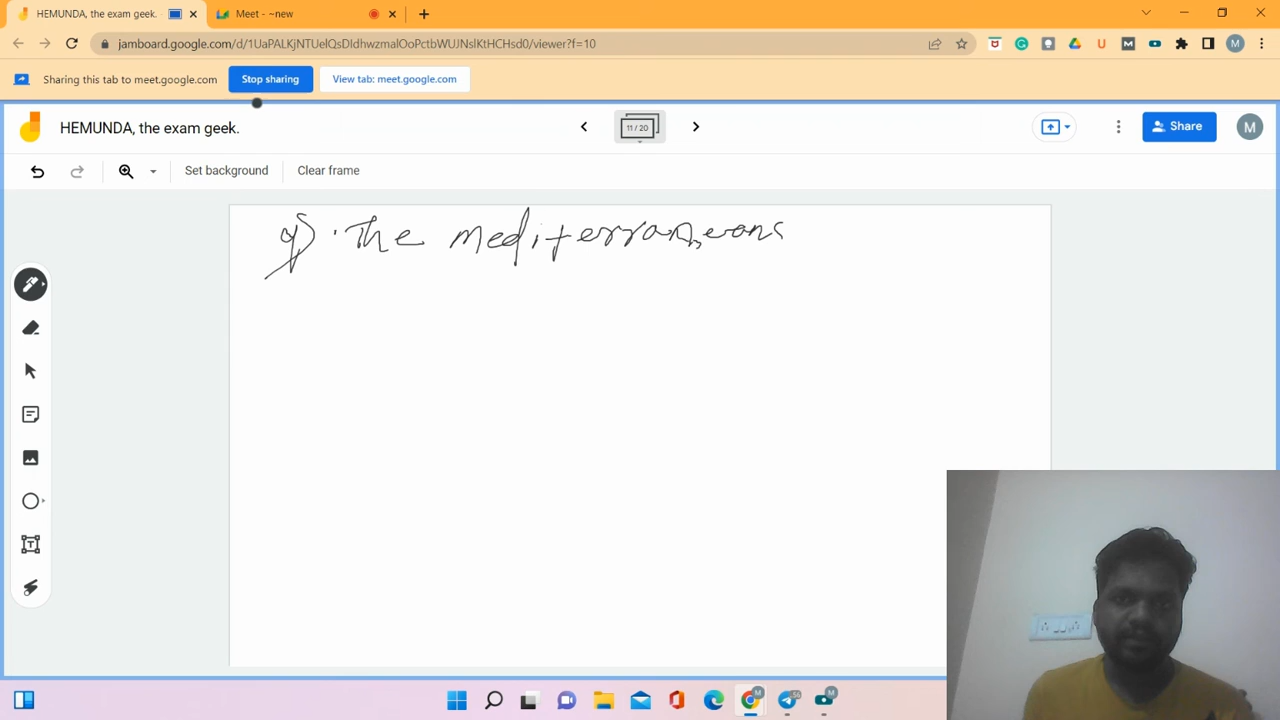 HEMUNDA, the exam geek.
Meet - ~new
jamboard.google.com/d/1UaPALKjNTUelQsDIdhwzmalOoPctbWUJNslKtHCHsd0/viewer?f=10
Sharing this tab to meet.google.com
Stop sharing
View tab: meet.google.com
HEMUNDA, the exam geek.
11 / 20
Share
M
Set background
Clear frame
The mediterraneans